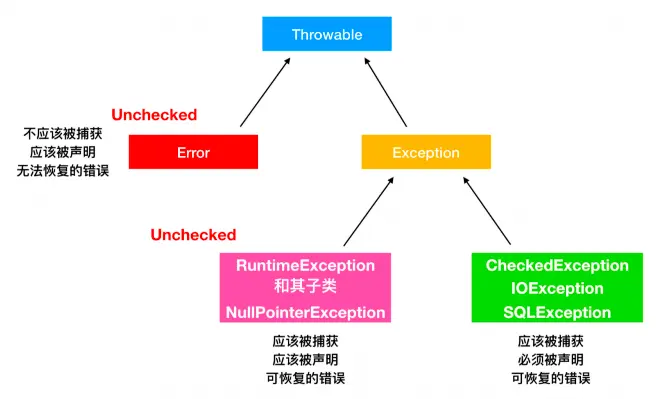 Throwable
Unchecked
不应该被捕获
应该被声明
无法恢复的错误
Error
Exception
Unchecked
RuntimeException
和其子类
NullPointerException
CheckedException
IOException
SQLException
应该被捕获
应该被声明
可恢复的错误
应该被捕获
必须被声明
可恢复的错误